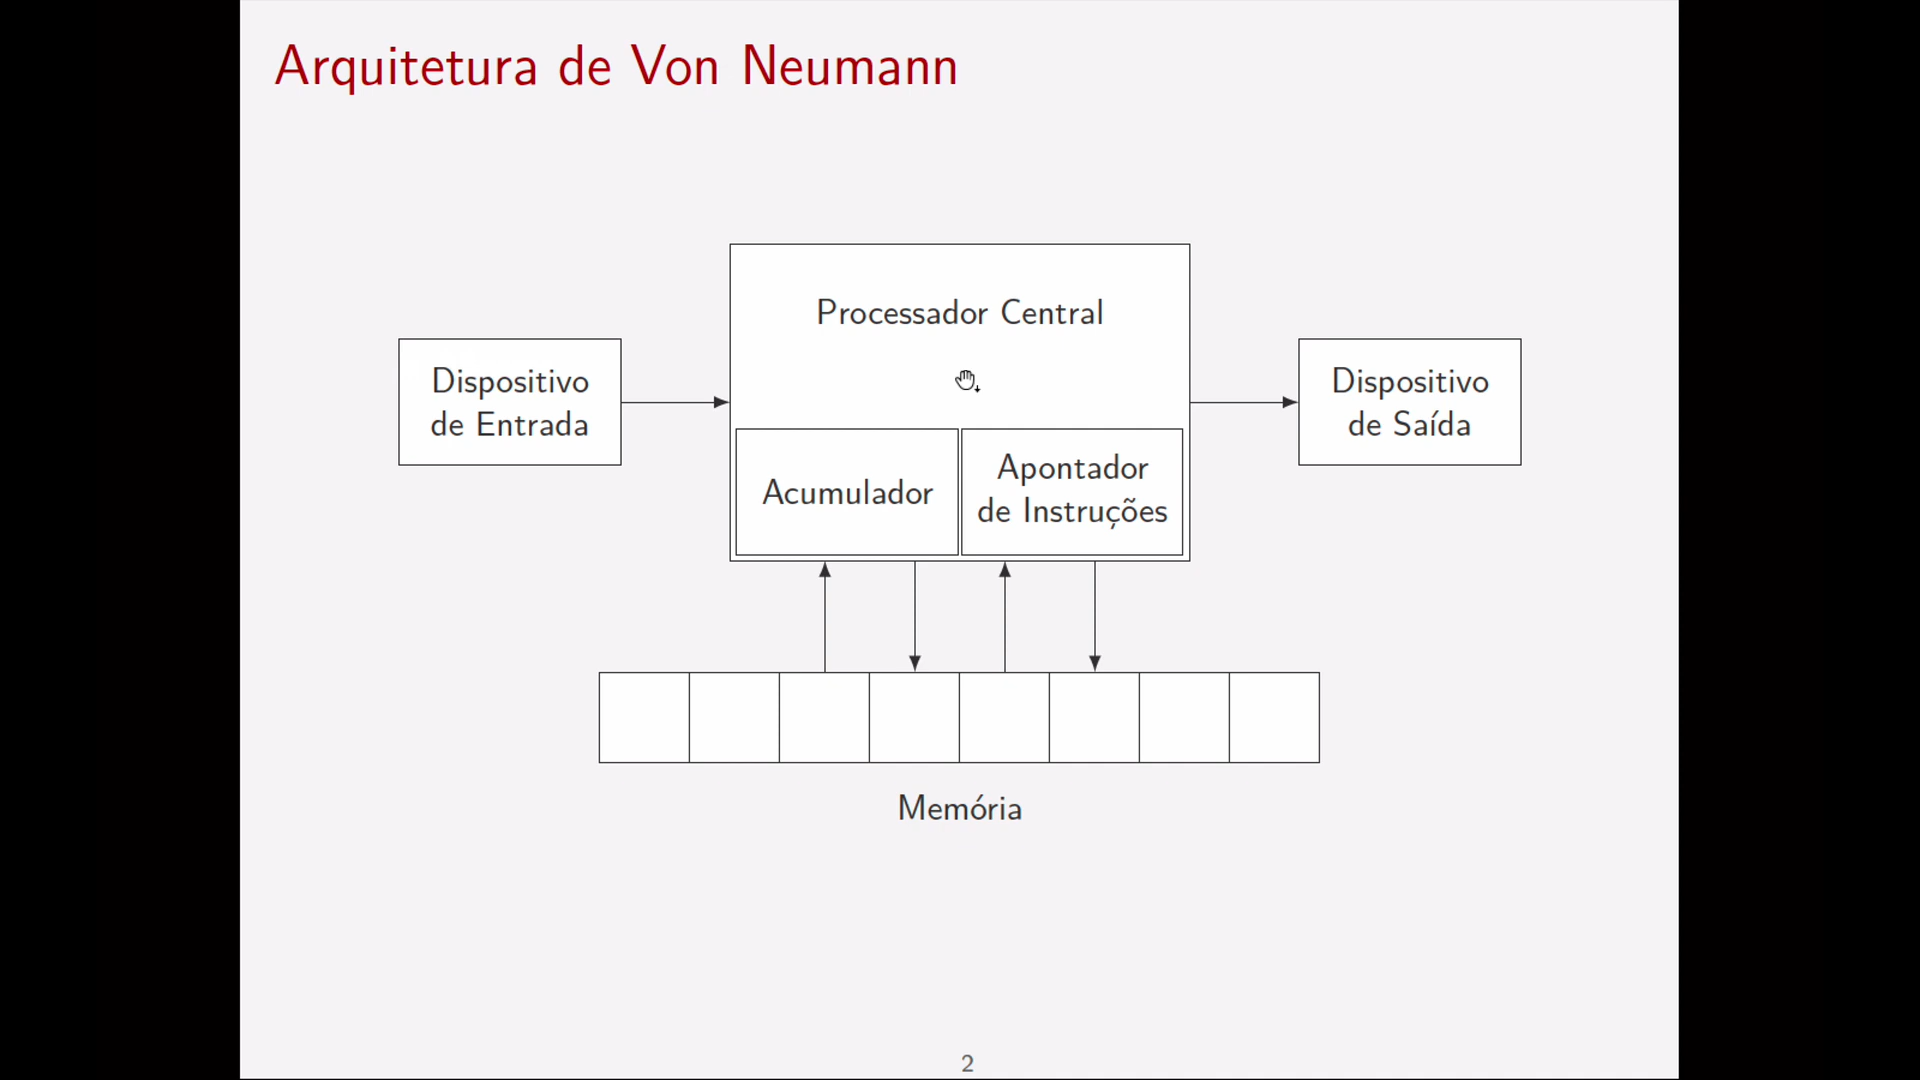 Arquitetura de Von Neumann
Processador Central
Dispositivo
de Entrada
Dispositivo
de Saída
Acumulador
Apontador
de Instruções
Memória
2